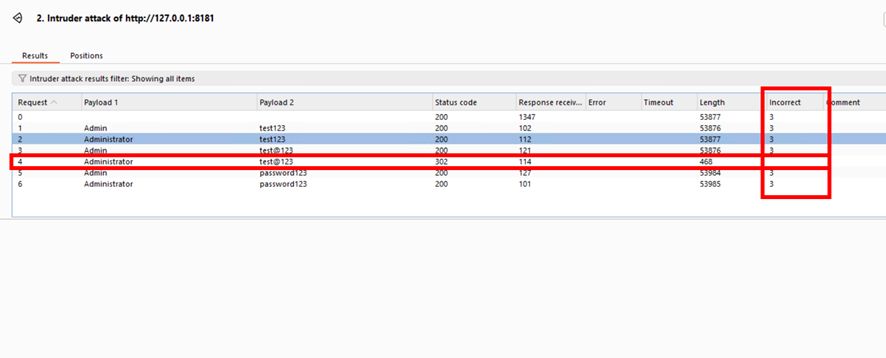 2. Intruder attack of http://127.0.0.1:8181
Results Positions
Intruder attack results filter: Showing all items
Request Payload 1 Payload 2 Status code Response receiv... Error Timeout Length Incorrect Comment
0 200 1347 53877 3
1 Admin test123 200 102 53876 3
2 Administrator test123 200 112 53877 3
3 Admin test@123 200 121 53876 3
4 Administrator test@123 302 114 468
5 Admin password123 200 127 53984 3
6 Administrator password123 200 101 53985 3